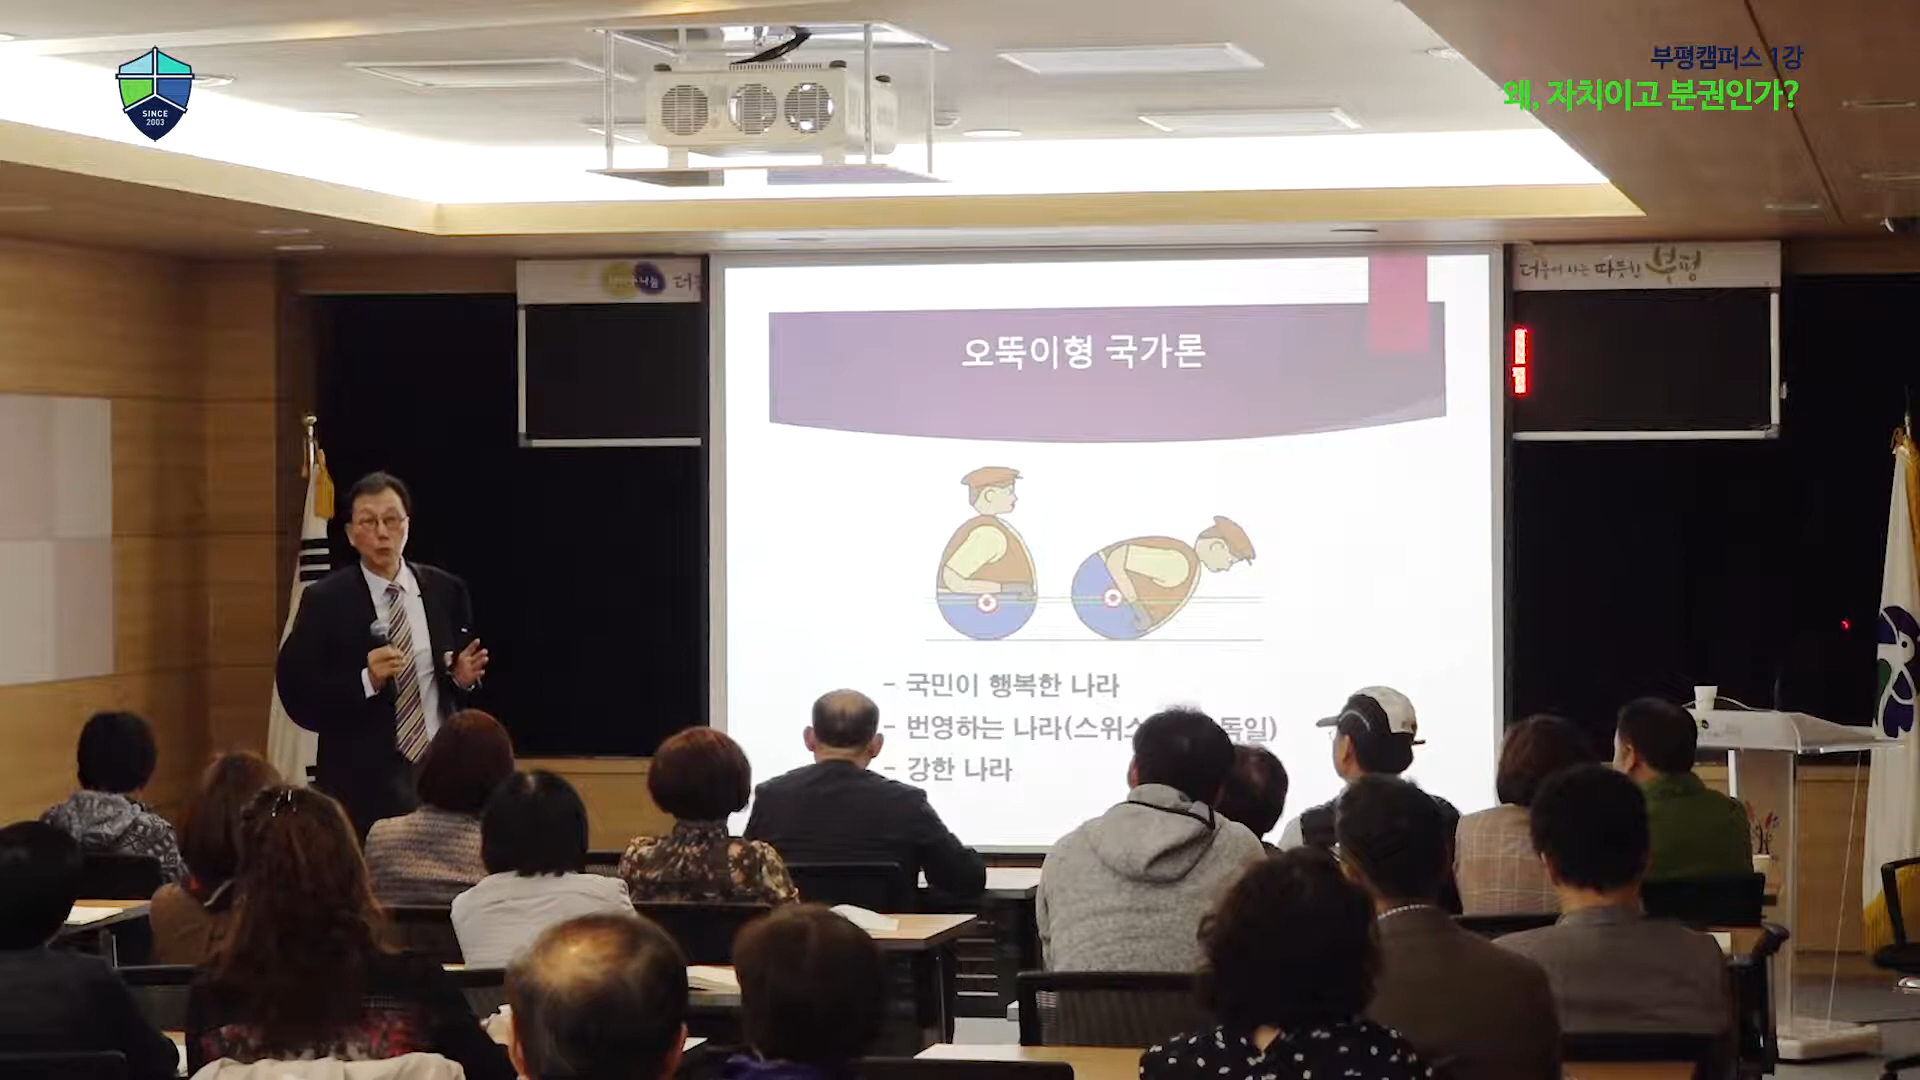 SINCE
2003
부평캠퍼스 1강
왜, 자치이고 분권인가?
나눔
더불어 사는 따뜻한 부평
오뚝이형 국가론
- 국민이 행복한 나라
- 번영하는 나라(스위스 독일)
- 강한 나라